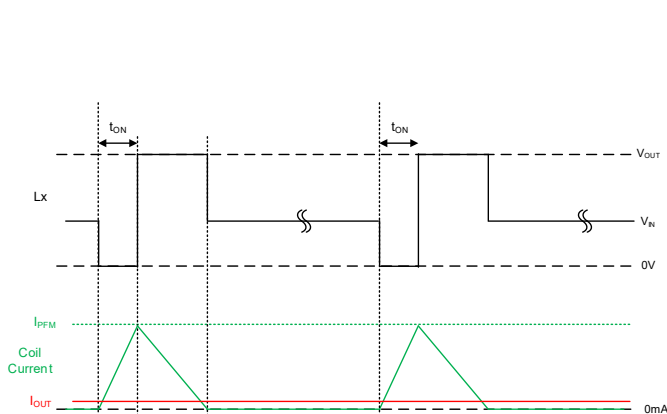 tON
tON
VOUT
Lx
VIN
0V
IPFM
Coil
Current
IOUT
0mA